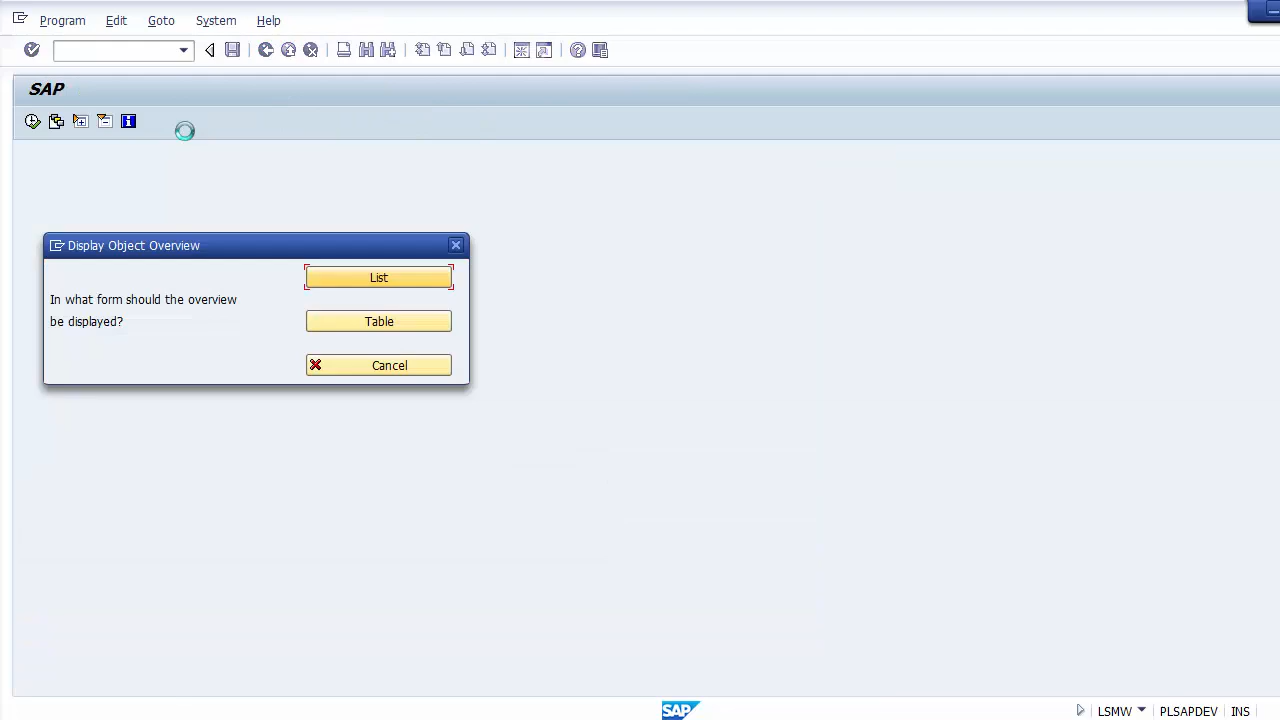 Program Edit Goto System Help
SAP
Display Object Overview
List
In what form should the overview
be displayed?
Table
Cancel
SAP
LSMW PLSAPDEV INS